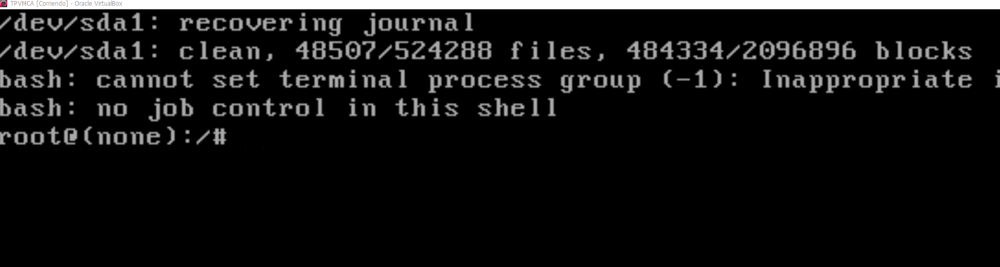 TPVMCA [Corriendo] - Oracle VirtualBox
/dev/sda1: recovering journal
/dev/sda1: clean, 48507/524288 files, 484334/2096896 blocks
bash: cannot set terminal process group (-1): Inappropriate i
bash: no job control in this shell
root@(none):/#